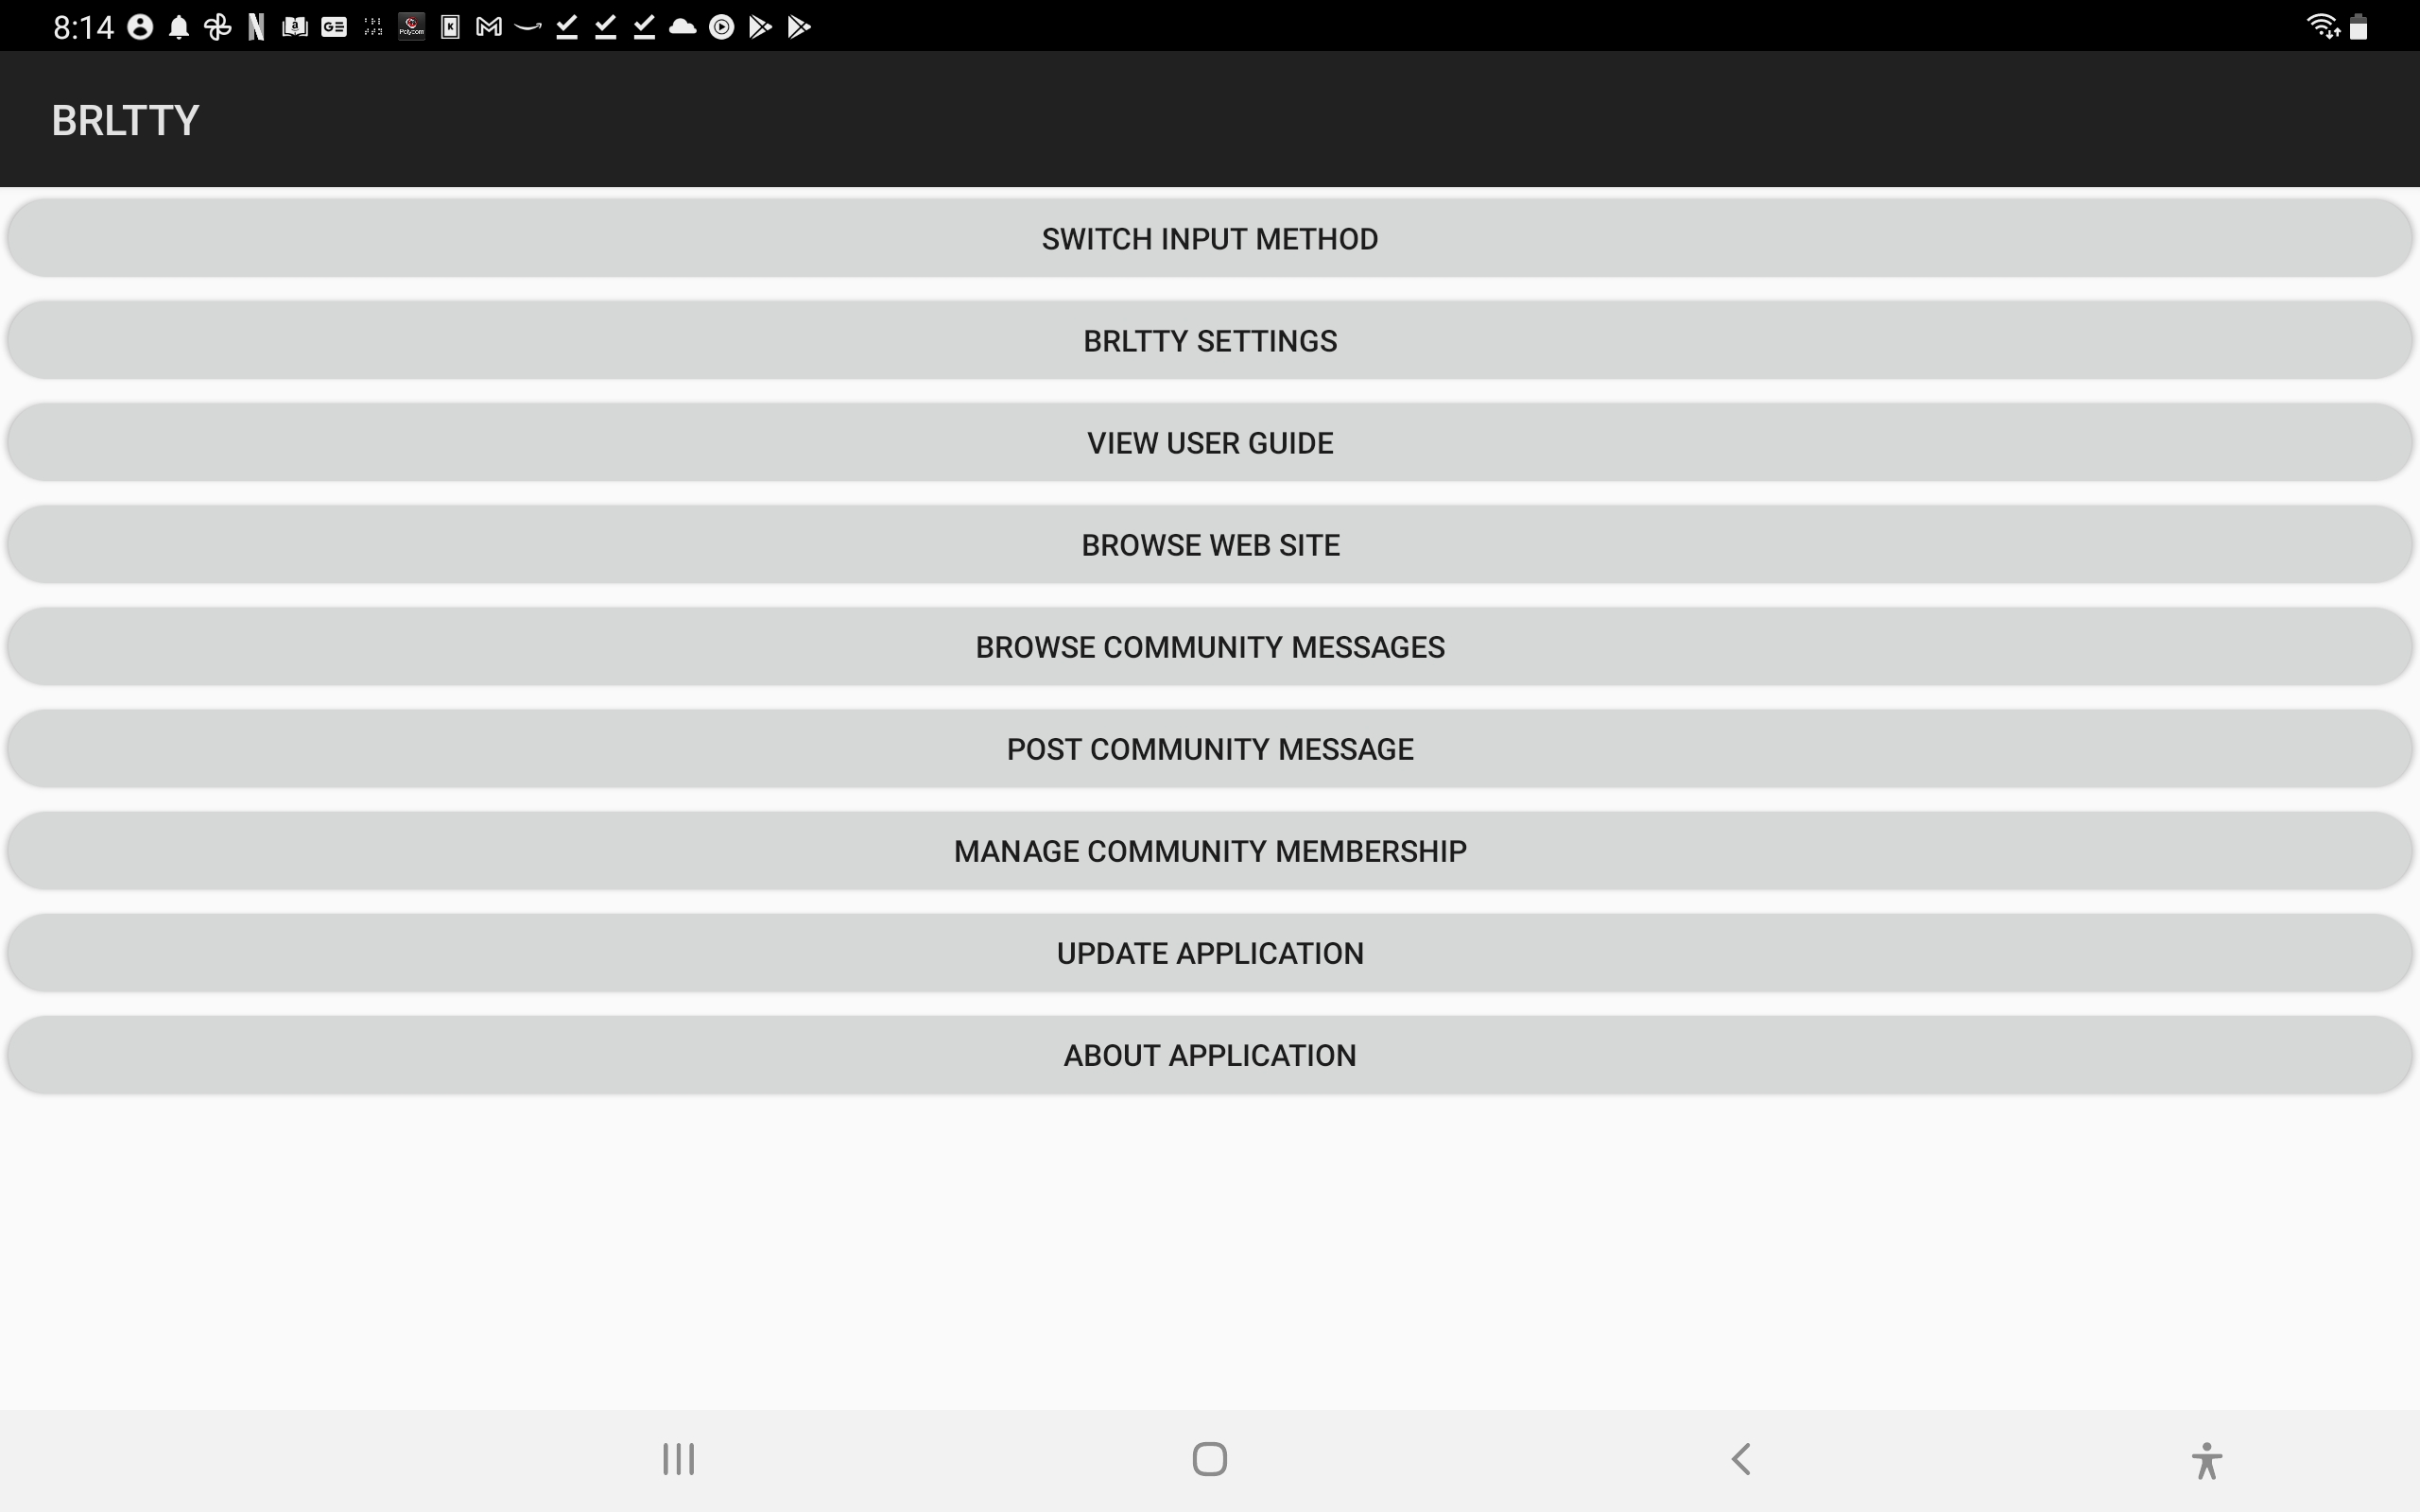 8:14
BRLTTY
SWITCH INPUT METHOD
BRLTTY SETTINGS
VIEW USER GUIDE
BROWSE WEB SITE
BROWSE COMMUNITY MESSAGES
POST COMMUNITY MESSAGE
MANAGE COMMUNITY MEMBERSHIP
UPDATE APPLICATION
ABOUT APPLICATION